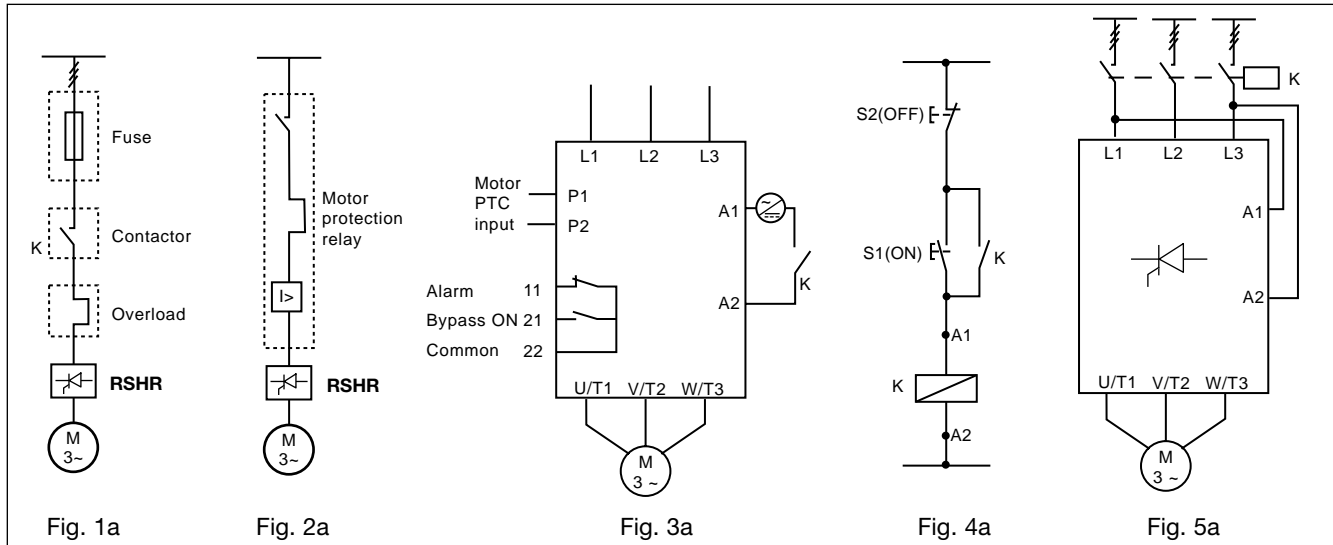 Fuse
K
Contactor
Overload
RSHR
M
3~
Fig. 1a
Motor
protection
relay
I>
RSHR
M
3~
Fig. 2a
L1 L2 L3
Motor
PTC
input
P1
P2
A1
K
A2
Alarm 11
Bypass ON 21
Common 22
U/T1 V/T2 W/T3
M
3 ~
Fig. 3a
S2(OFF)
S1(ON)
K
A1
K
A2
Fig. 4a
K
L1 L2 L3
A1
A2
U/T1 V/T2 W/T3
M
3 ~
Fig. 5a